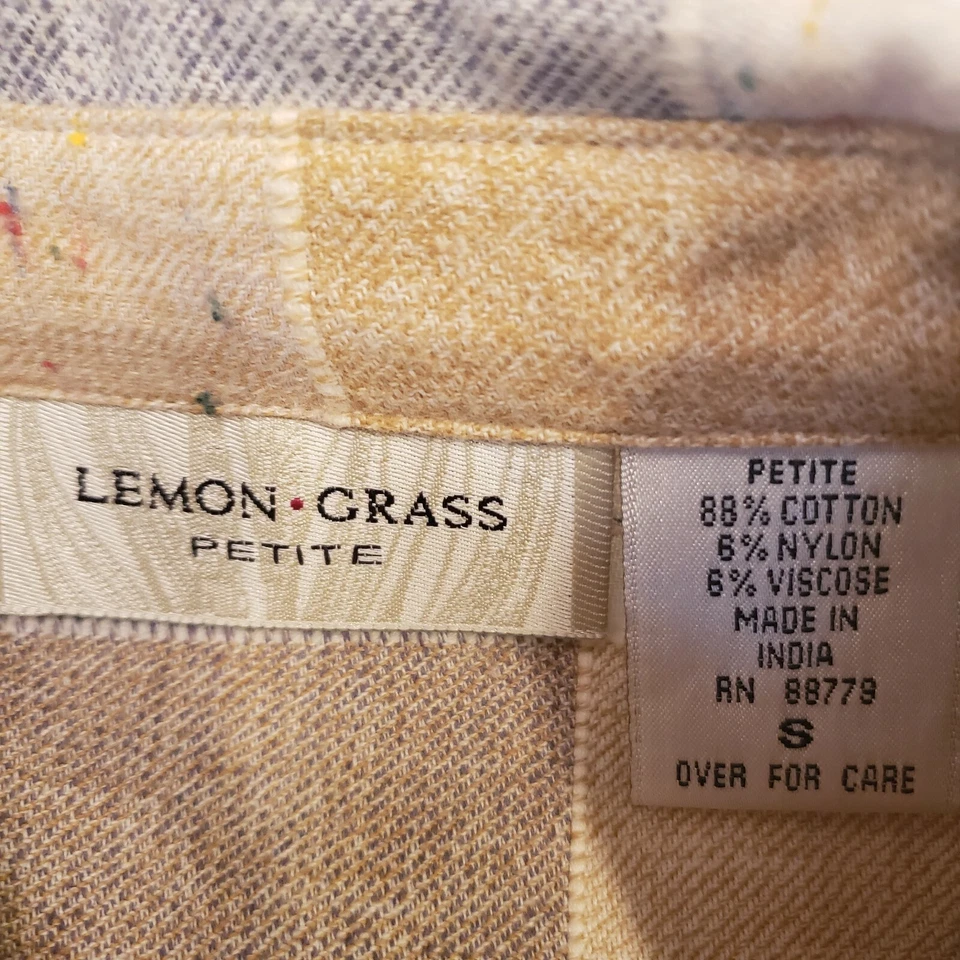 LEMON·GRASS
PETITE
PETITE
88% COTTON
6% NYLON
6% VISCOSE
MADE IN
INDIA
RN 88779
S
OVER FOR CARE